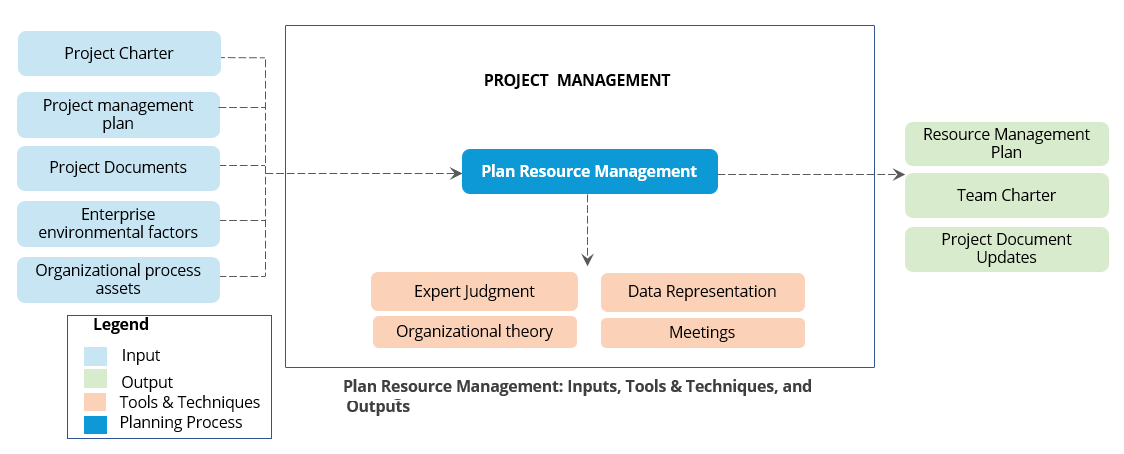 Project Charter
Project management
plan
Project Documents
Enterprise
environmental factors
Organizational process
assets
PROJECT MANAGEMENT
Plan Resource Management
Expert Judgment
Data Representation
Organizational theory
Meetings
Resource Management
Plan
Team Charter
Project Document
Updates
Legend
Input
Output
Tools & Techniques
Planning Process
Plan Resource Management: Inputs, Tools & Techniques, and
Outputs